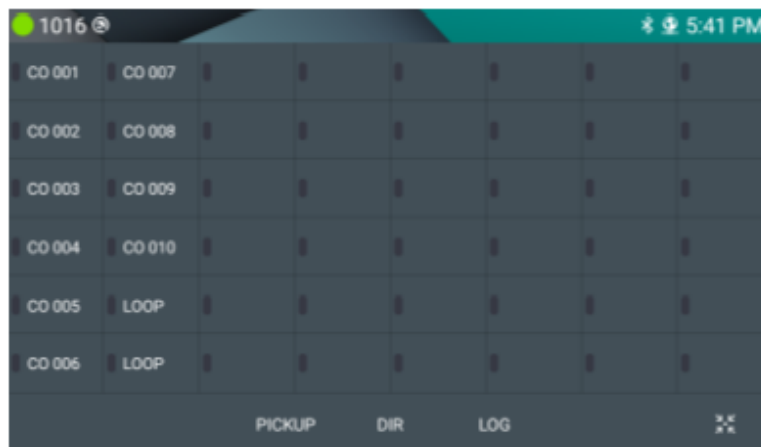 1016 5:41 PM
CO 001 CO 007
CO 002 CO 008
CO 003 CO 009
CO 004 CO 010
CO 005 LOOP
CO 006 LOOP
PICKUP DIR LOG